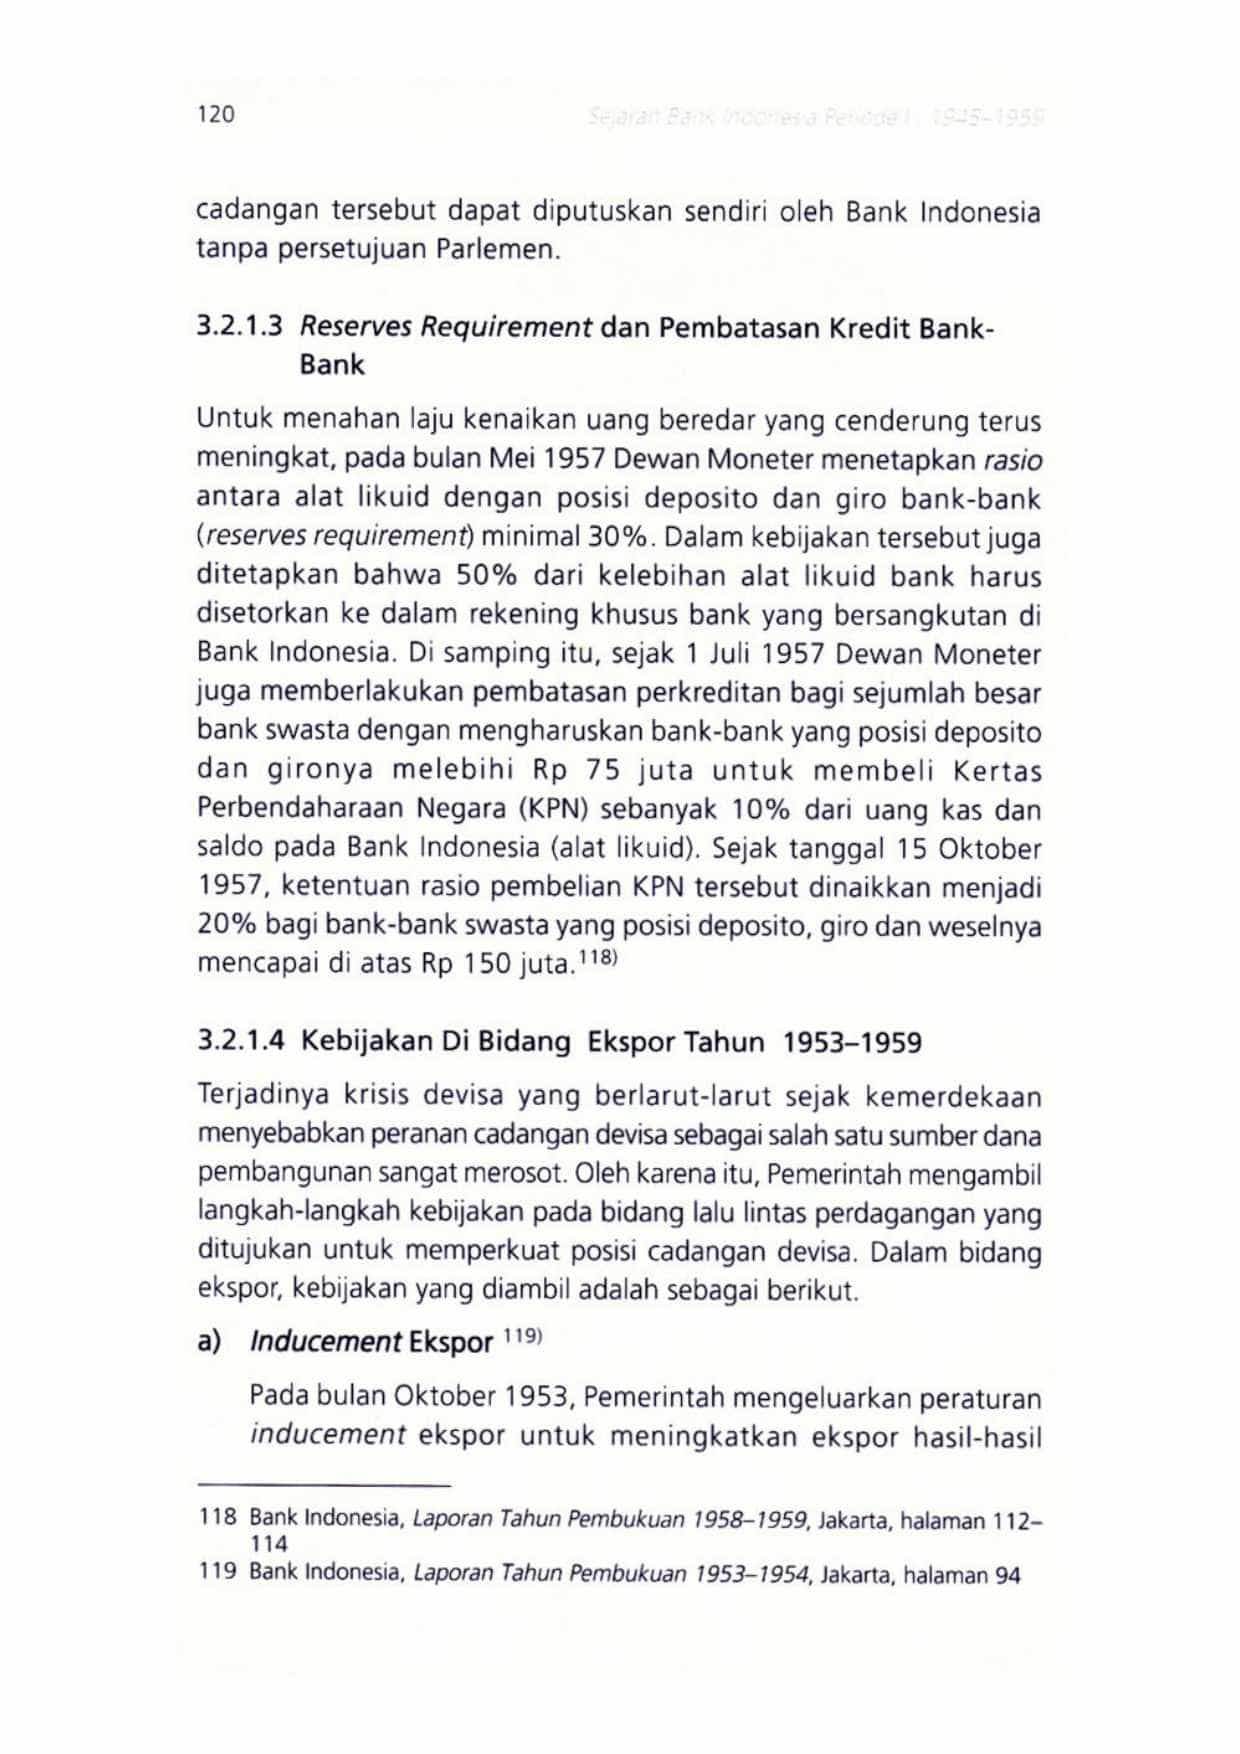 120
Sejarah Bank Indonesia Periode I : 1945–1959
cadangan tersebut dapat diputuskan sendiri oleh Bank Indonesia
tanpa persetujuan Parlemen.
3.2.1.3 Reserves Requirement dan Pembatasan Kredit Bank-
Bank
Untuk menahan laju kenaikan uang beredar yang cenderung terus
meningkat, pada bulan Mei 1957 Dewan Moneter menetapkan rasio
antara alat likuid dengan posisi deposito dan giro bank-bank
(reserves requirement) minimal 30%. Dalam kebijakan tersebut juga
ditetapkan bahwa 50% dari kelebihan alat likuid bank harus
disetorkan ke dalam rekening khusus bank yang bersangkutan di
Bank Indonesia. Di samping itu, sejak 1 Juli 1957 Dewan Moneter
juga memberlakukan pembatasan perkreditan bagi sejumlah besar
bank swasta dengan mengharuskan bank-bank yang posisi deposito
dan gironya melebihi Rp 75 juta untuk membeli Kertas
Perbendaharaan Negara (KPN) sebanyak 10% dari uang kas dan
saldo pada Bank Indonesia (alat likuid). Sejak tanggal 15 Oktober
1957, ketentuan rasio pembelian KPN tersebut dinaikkan menjadi
20% bagi bank-bank swasta yang posisi deposito, giro dan weselnya
mencapai di atas Rp 150 juta.118)
3.2.1.4 Kebijakan Di Bidang Ekspor Tahun 1953–1959
Terjadinya krisis devisa yang berlarut-larut sejak kemerdekaan
menyebabkan peranan cadangan devisa sebagai salah satu sumber dana
pembangunan sangat merosot. Oleh karena itu, Pemerintah mengambil
langkah-langkah kebijakan pada bidang lalu lintas perdagangan yang
ditujukan untuk memperkuat posisi cadangan devisa. Dalam bidang
ekspor, kebijakan yang diambil adalah sebagai berikut.
a) Inducement Ekspor 119)
Pada bulan Oktober 1953, Pemerintah mengeluarkan peraturan
inducement ekspor untuk meningkatkan ekspor hasil-hasil
118 Bank Indonesia, Laporan Tahun Pembukuan 1958–1959, Jakarta, halaman 112–
114
119 Bank Indonesia, Laporan Tahun Pembukuan 1953–1954, Jakarta, halaman 94